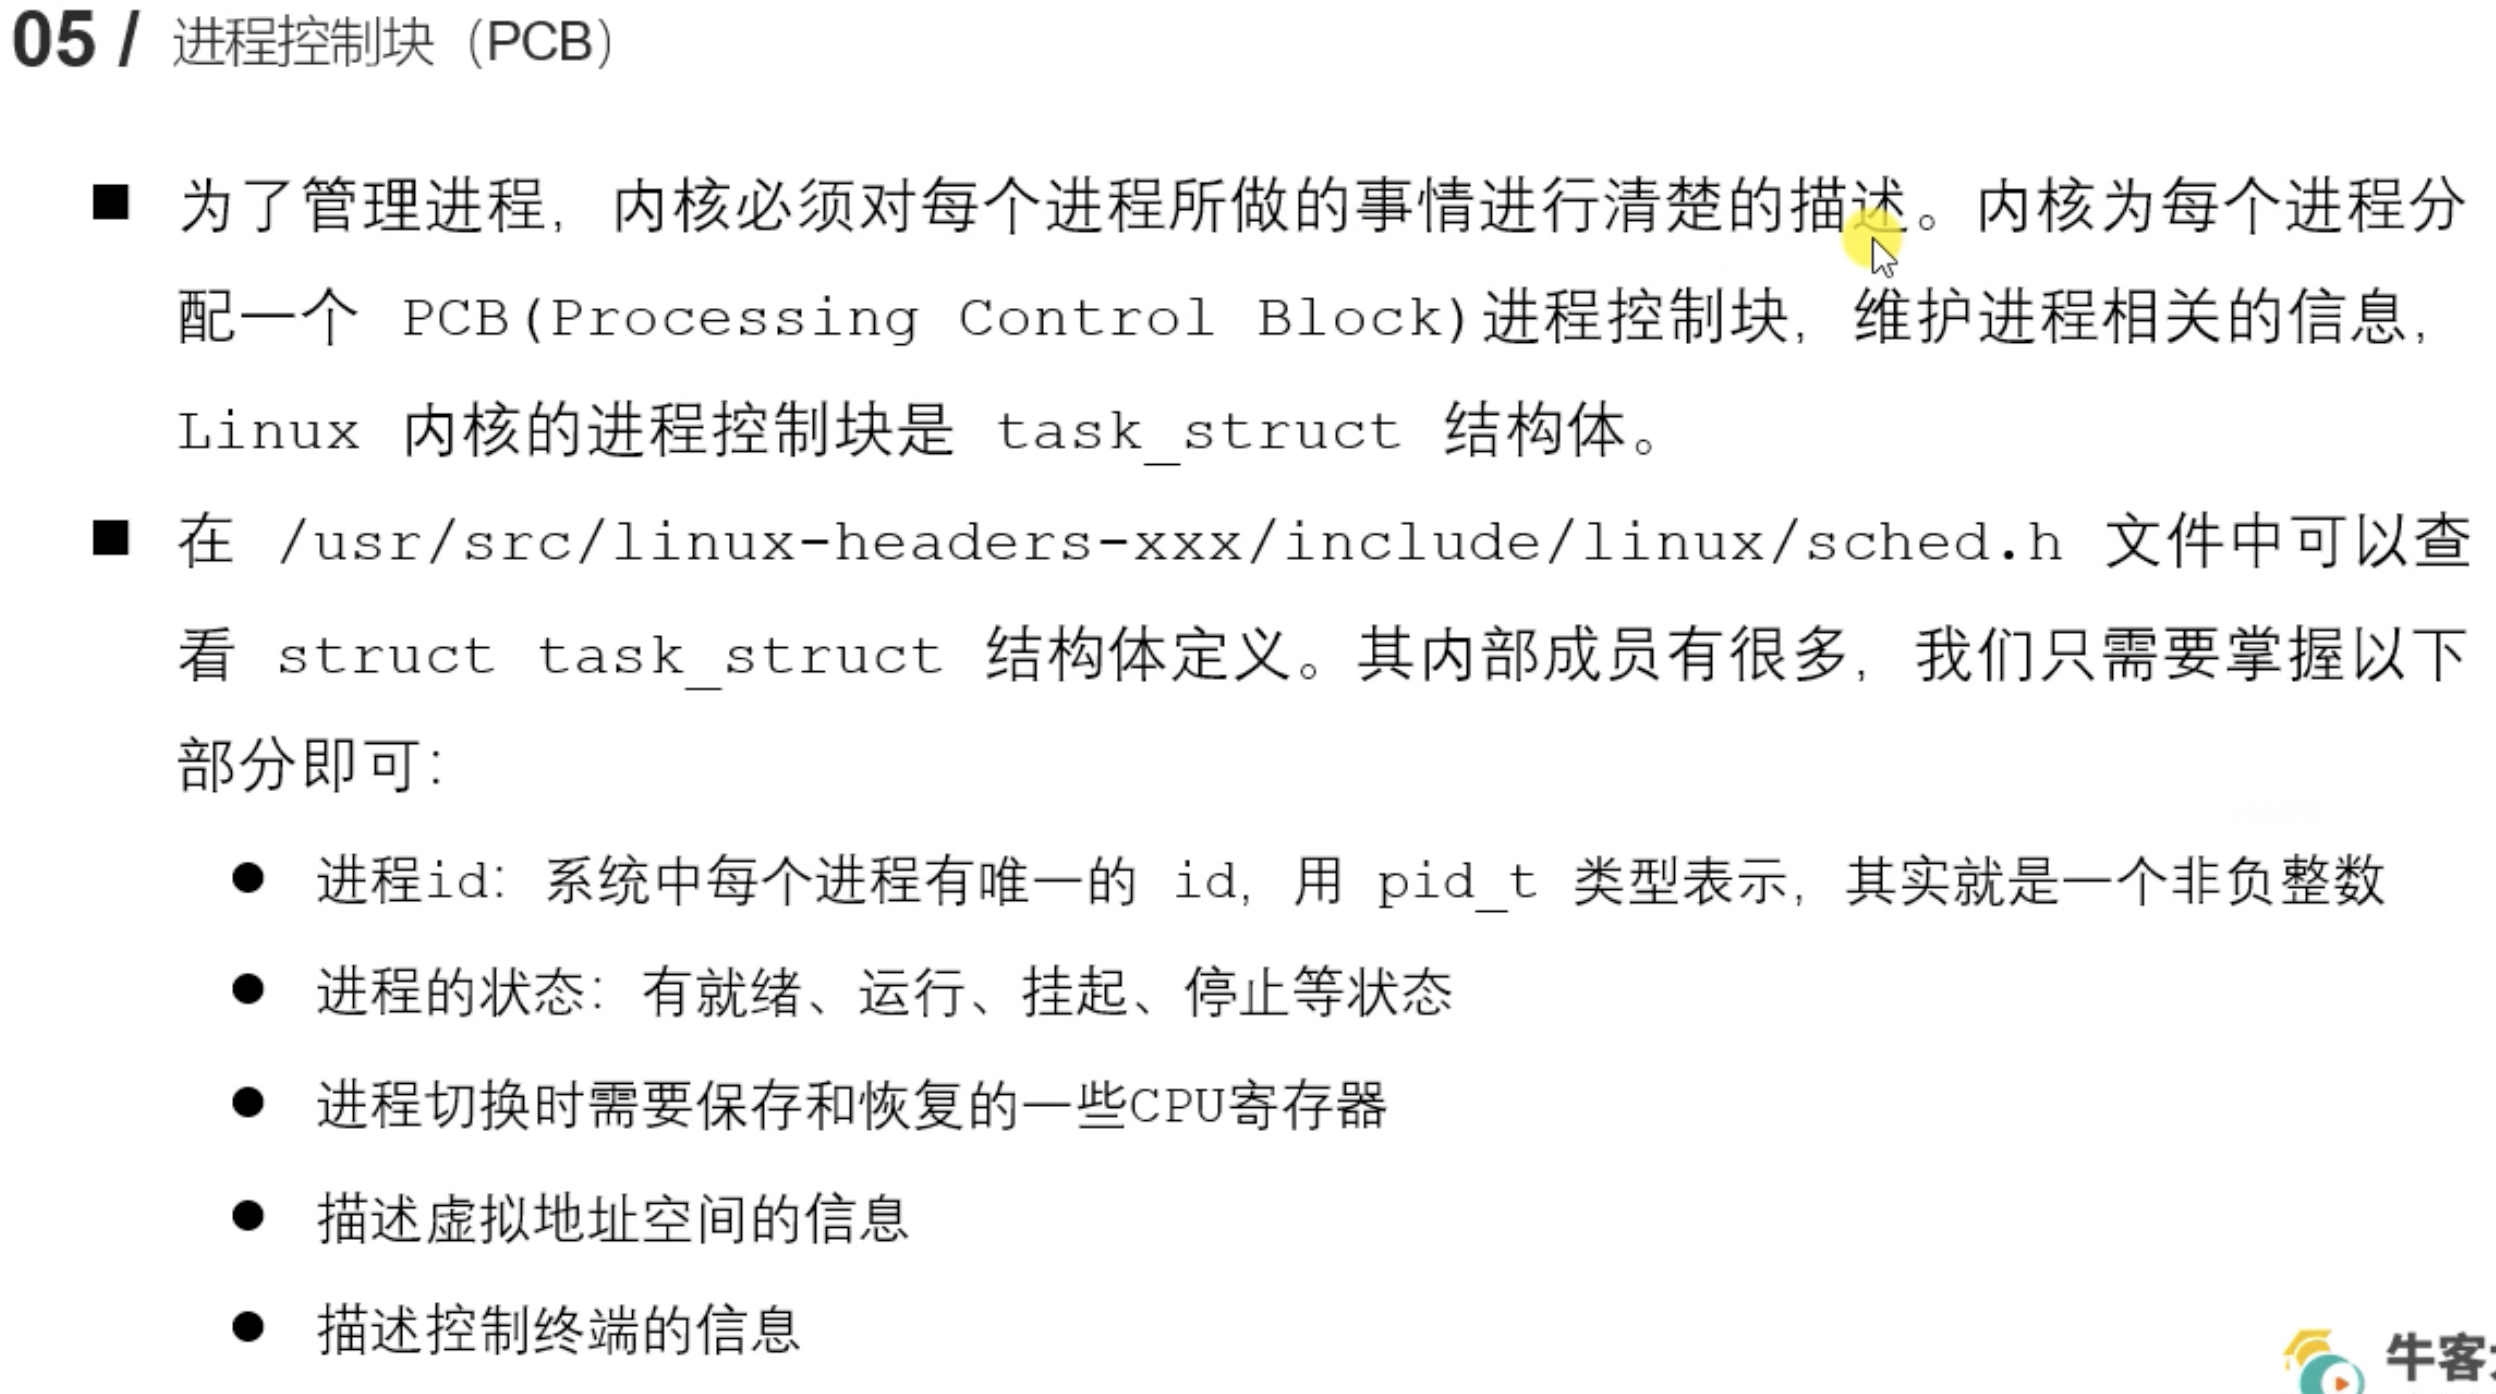 05 / 进程控制块（PCB）
■ 为了管理进程，内核必须对每个进程所做的事情进行清楚的描述。内核为每个进程分
配一个 PCB(Processing Control Block)进程控制块，维护进程相关的信息，
Linux 内核的进程控制块是 task_struct 结构体。
■ 在 /usr/src/linux-headers-xxx/include/linux/sched.h 文件中可以查
看 struct task_struct 结构体定义。其内部成员有很多，我们只需要掌握以下
部分即可：
● 进程id：系统中每个进程有唯一的 id，用 pid_t 类型表示，其实就是一个非负整数
● 进程的状态：有就绪、运行、挂起、停止等状态
● 进程切换时需要保存和恢复的一些CPU寄存器
● 描述虚拟地址空间的信息
● 描述控制终端的信息
牛客